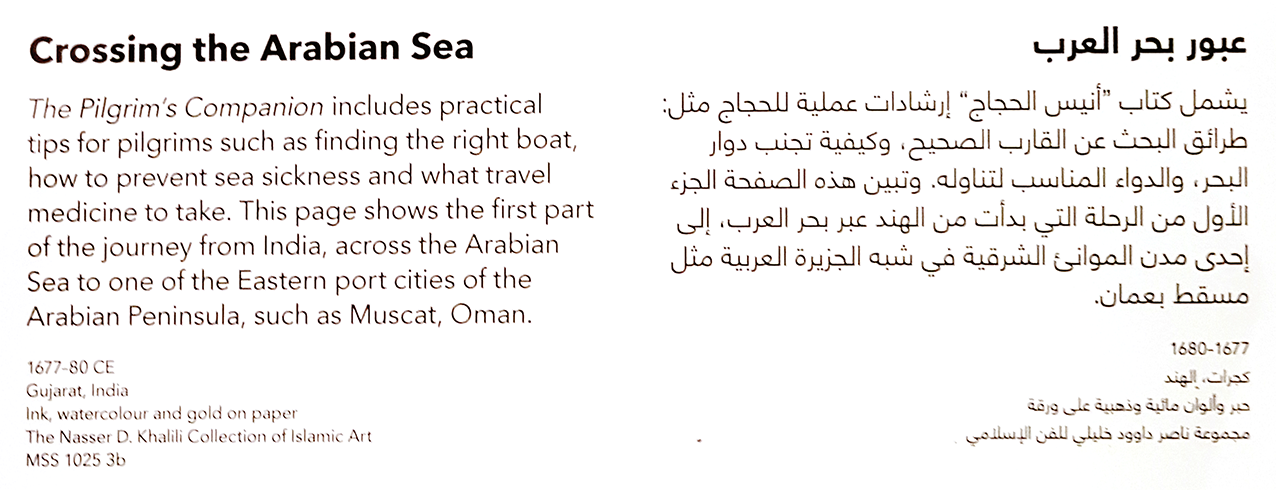 Crossing the Arabian Sea
The Pilgrim's Companion includes practical
tips for pilgrims such as finding the right boat,
how to prevent sea sickness and what travel
medicine to take. This page shows the first part
of the journey from India, across the Arabian
Sea to one of the Eastern port cities of the
Arabian Peninsula, such as Muscat, Oman.
1677-80 CE
Gujarat, India
Ink, watercolour and gold on paper
The Nasser D. Khalili Collection of Islamic Art
MSS 1025 3b
عبور بحر العرب
يشمل كتاب "أنيس الحجاج" إرشادات عملية للحجاج مثل:
طرائق البحث عن القارب الصحيح، وكيفية تجنب دوار
البحر، والدواء المناسب لتناوله. وتبين هذه الصفحة الجزء
الأول من الرحلة التي بدأت من الهند عبر بحر العرب، إلى
إحدى مدن الموانئ الشرقية في شبه الجزيرة العربية مثل
مسقط بعمان.
1677-1680
كجرات، الهند
حبر وألوان مائية وذهبية على ورقة
مجموعة ناصر داوود خليلي للفن الإسلامي